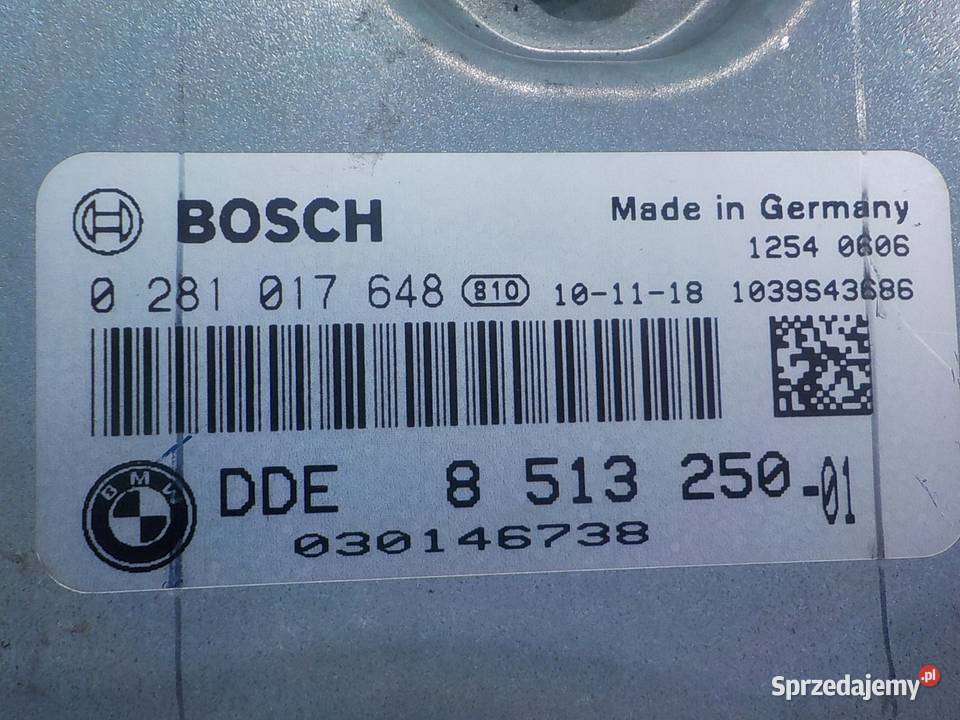 BOSCH
Made in Germany
1254 0606
0 281 017 648 810 10-11-18 1039S43686
BMW
DDE 8 513 250-01
030146738
Sprzedajemy.pl